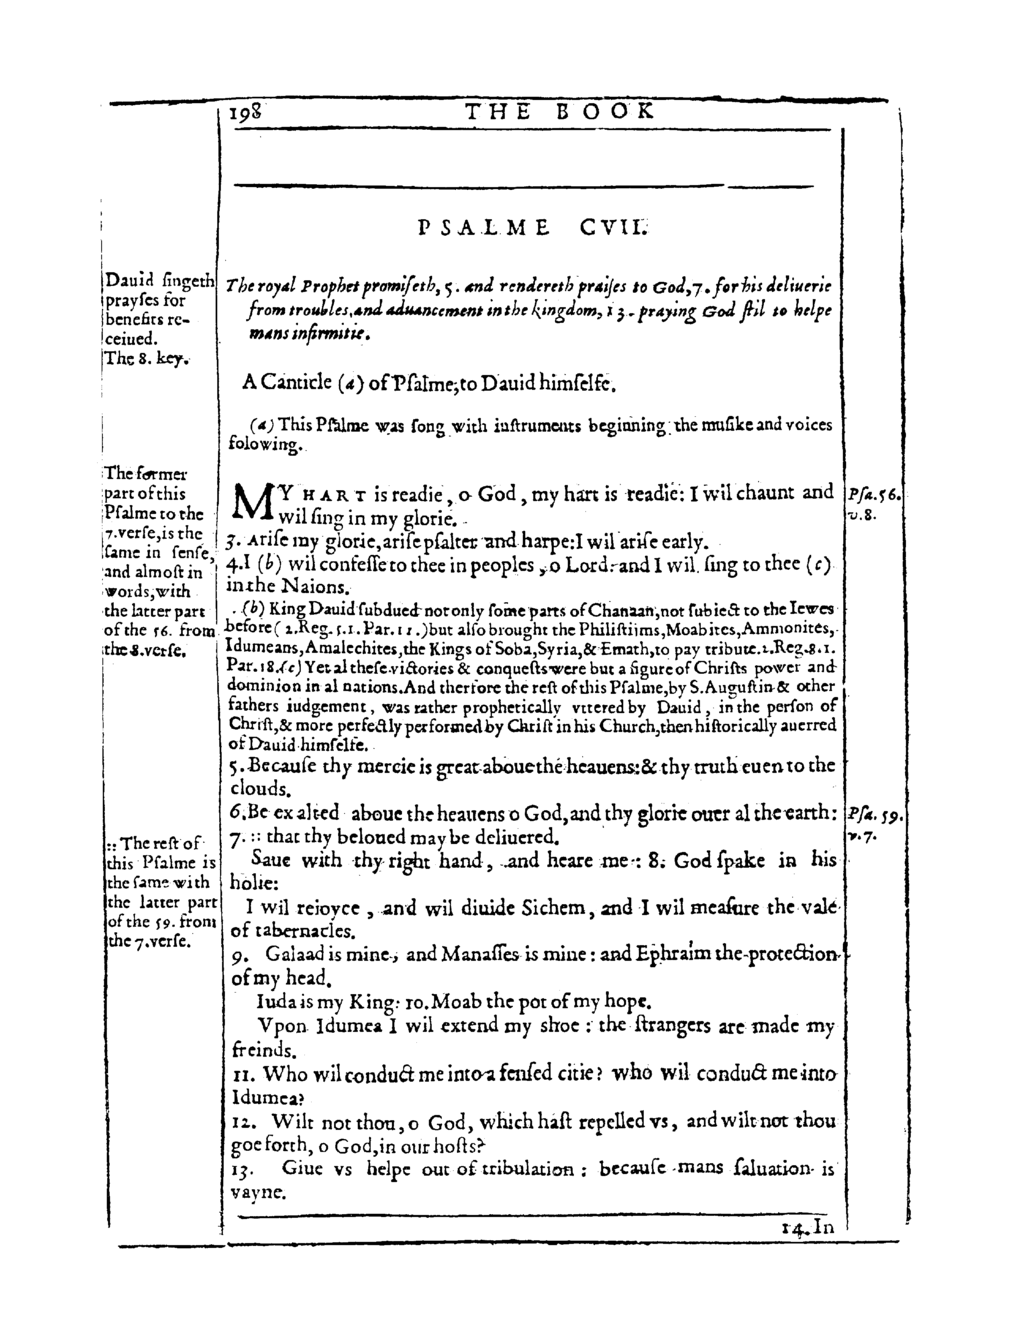 198 THE BOOK
PSALME CVII.
Dauid ſingeth
prayſes for
benefits re-
ceiued.
The 8. key.
The royal Prophet promiſeth, 5. and rendereth praiſes to God, 7. for his deliuerie
from troubles, and aduancement in the kingdom, 13. praying God ſtil to helpe
mans infirmitie.
A Canticle (a) of Pſalme, to Dauid himſelfe.
(a) This Pſalme was ſong with inſtruments beginning the muſike and voices
folowing.
The former
part of this
Pſalme to the
7. verſe, is the
ſame in ſenſe,
and almoſt in
words, with
the latter part
of the 56. from
the 8. verſe.
MY HART is readie, o God, my hart is readie: I wil chaunt and
wil ſing in my glorie.
Pſa. 56.
v. 8.
3. Ariſe my glorie, ariſe pſalter and harpe: I wil ariſe early.
4. I (b) wil confeſſe to thee in peoples, o Lord: and I wil ſing to thee (c)
in the Naions.
(b) King Dauid ſubdued not only ſome parts of Chanaan, not ſubiect to the Iewes
before (2. Reg. 5. 1. Par. 11.) but alſo brought the Philiſtiims, Moabites, Ammonites,
Idumeans, Amalechites, the Kings of Soba, Syria, & Emath, to pay tribute. 2. Reg. 8. 1.
Par. 18. (c) Yet al theſe victories & conqueſts were but a figure of Chriſts power and
dominion in al nations. And therfore the reſt of this Pſalme, by S. Auguſtin & other
fathers iudgement, was rather prophetically vttered by Dauid, in the perſon of
Chriſt, & more perfectly performed by Chriſt in his Church, then hiſtorically auerred
of Dauid himſelfe.
5. Becauſe thy mercie is great aboue the heauens: & thy truth euen to the
clouds.
6. Be exalted aboue the heauens o God, and thy glorie ouer al the earth:
7. :: that thy beloued may be deliuered.
Pſa. 59.
v. 7.
:: The reſt of
this Pſalme is
the ſame with
the latter part
of the 59. from
the 7. verſe.
Saue with thy right hand, and heare me: 8. God ſpake in his
holie:
I wil reioyce, and wil diuide Sichem, and I wil meaſure the vale
of tabernacles.
9. Galaad is mine, and Manaſſes is mine: and Ephraim the protection
of my head.
Iuda is my King: 10. Moab the pot of my hope.
Vpon Idumea I wil extend my shoe: the ſtrangers are made my
freinds.
11. Who wil conduct me into a fenſed citie? who wil conduct me into
Idumea?
12. Wilt not thou, o God, which haſt repelled vs, and wilt not thou
goe forth, o God, in our hoſts?
13. Giue vs helpe out of tribulation: becauſe mans ſaluation is
vayne.
14. In